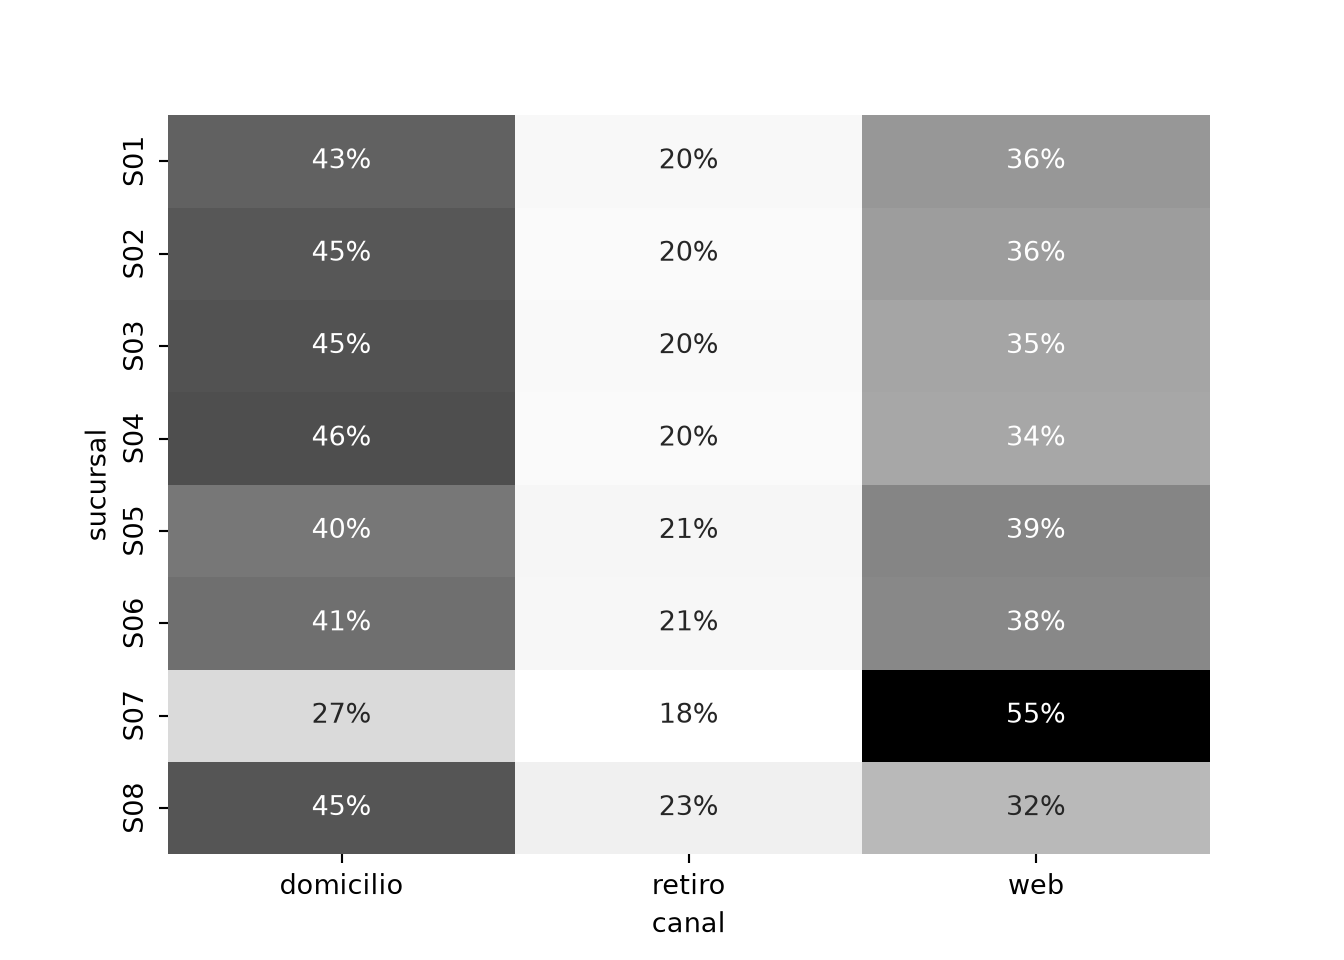 sucursal
S01 43% 20% 36%
S02 45% 20% 36%
S03 45% 20% 35%
S04 46% 20% 34%
S05 40% 21% 39%
S06 41% 21% 38%
S07 27% 18% 55%
S08 45% 23% 32%
domicilio retiro web
canal